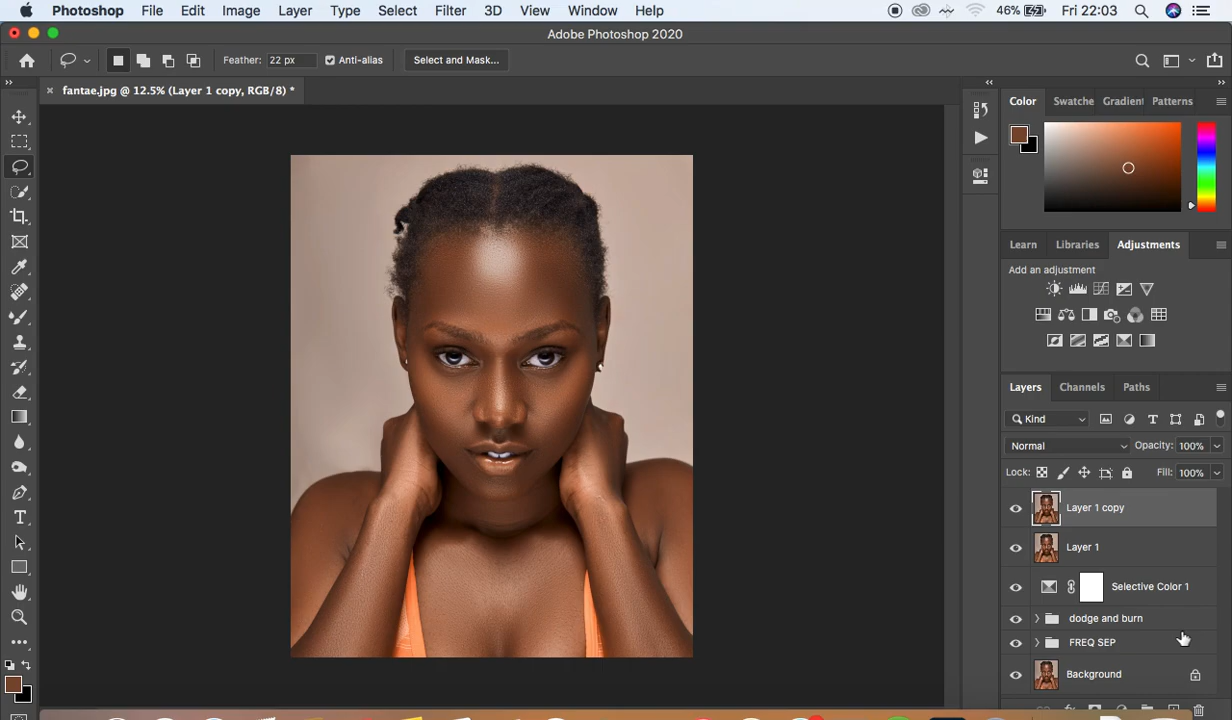 Photoshop File Edit Image Layer Type Select Filter 3D View Window Help 46% Fri 22:03
Adobe Photoshop 2020
Feather: 22 px Anti-alias Select and Mask...
fantae.jpg @ 12.5% (Layer 1 copy, RGB/8) *
Color Swatche Gradient Patterns
Learn Libraries Adjustments
Add an adjustment
Layers Channels Paths
Kind
Normal Opacity: 100%
Lock: Fill: 100%
Layer 1 copy
Layer 1
Selective Color 1
dodge and burn
FREQ SEP
Background